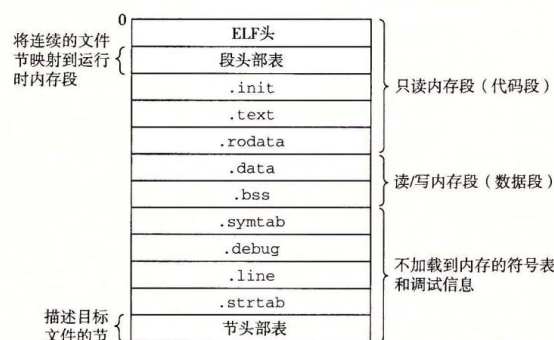 0
ELF头
将连续的文件
节映射到运行
时内存段
段头部表
.init
.text
.rodata
只读内存段（代码段）
.data
.bss
读/写内存段（数据段）
.symtab
.debug
.line
.strtab
不加载到内存的符号表
和调试信息
描述目标
文件的节
节头部表